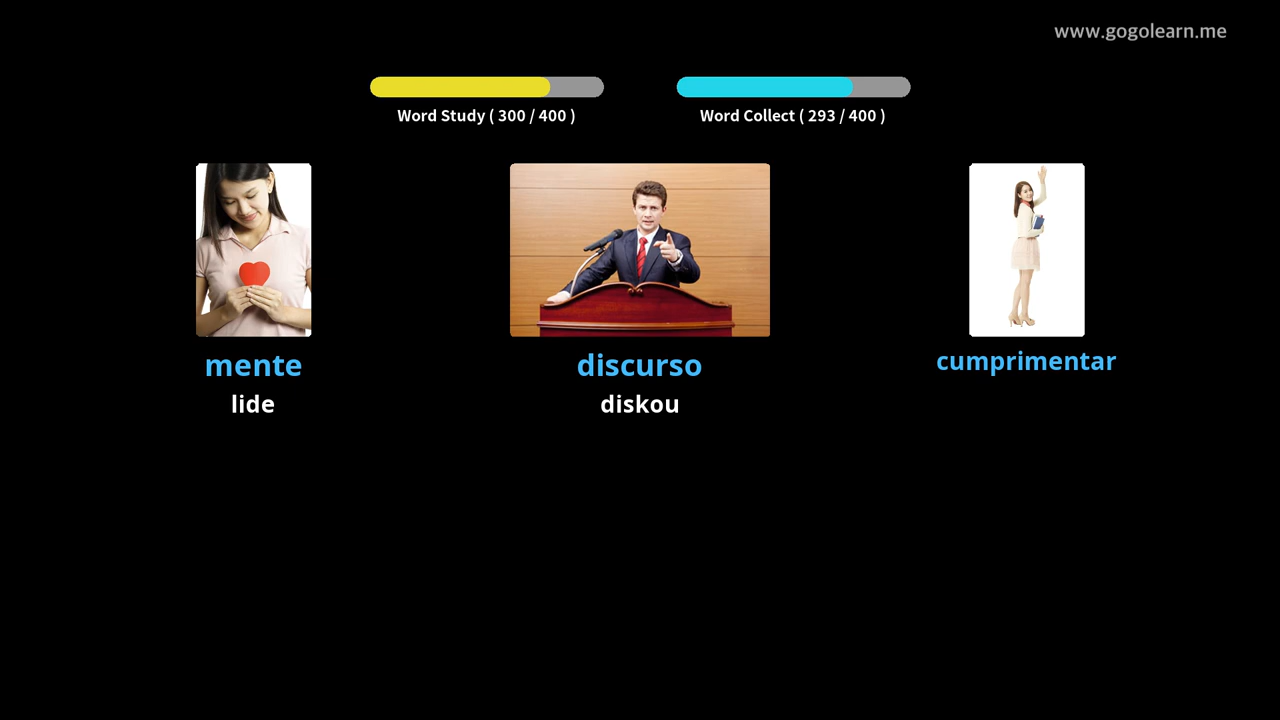 www.gogolearn.me
Word Study ( 300 / 400 )
Word Collect ( 293 / 400 )
mente
discurso
cumprimentar
lide
diskou